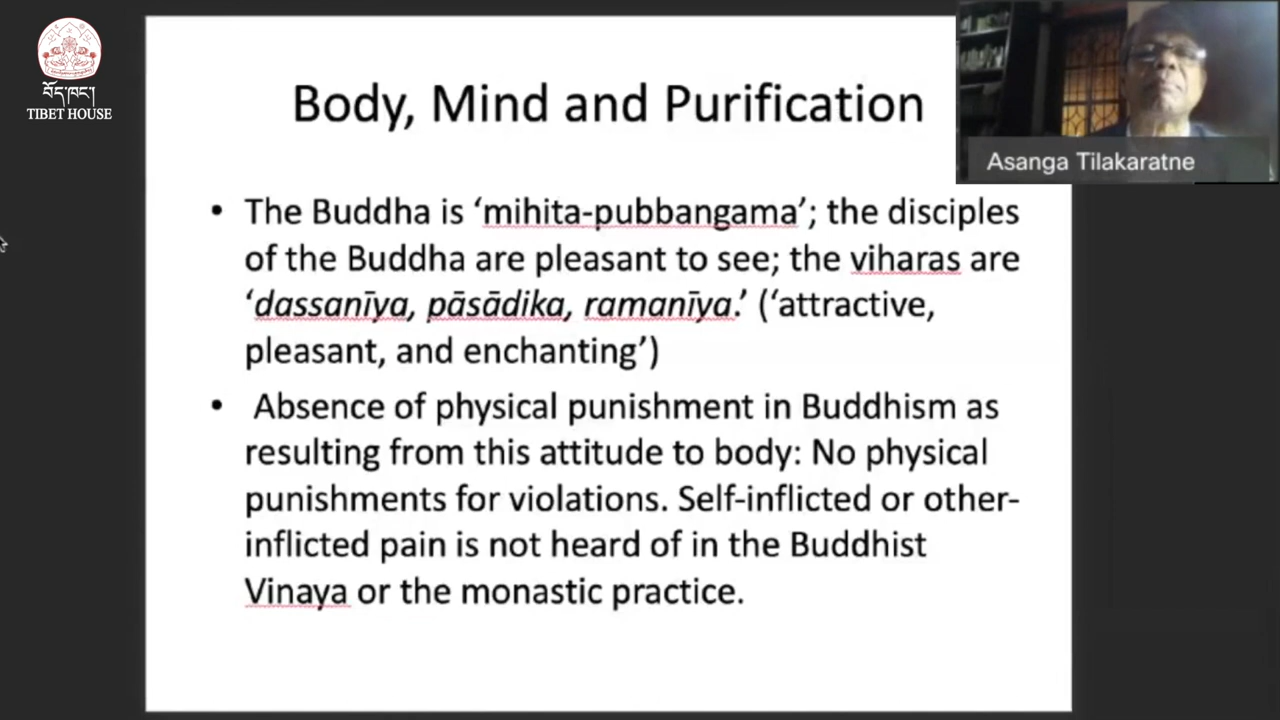 བོད་ཁང།
TIBET HOUSE
Body, Mind and Purification
Asanga Tilakaratne
• The Buddha is ‘mihita-pubbangama’; the disciples
of the Buddha are pleasant to see; the viharas are
‘dassanīya, pāsādika, ramanīya.’ (‘attractive,
pleasant, and enchanting’)
• Absence of physical punishment in Buddhism as
resulting from this attitude to body: No physical
punishments for violations. Self-inflicted or other-
inflicted pain is not heard of in the Buddhist
Vinaya or the monastic practice.